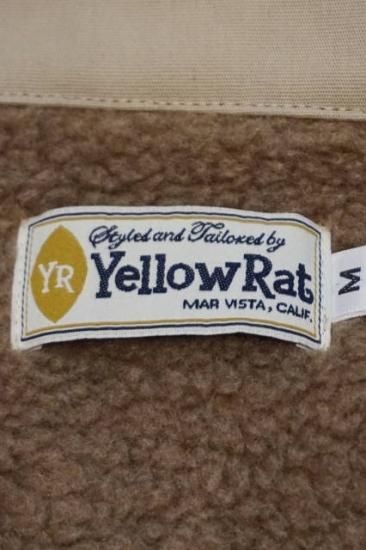 Styled and Tailored by
YR
YellowRat
MAR VISTA, CALIF.
M